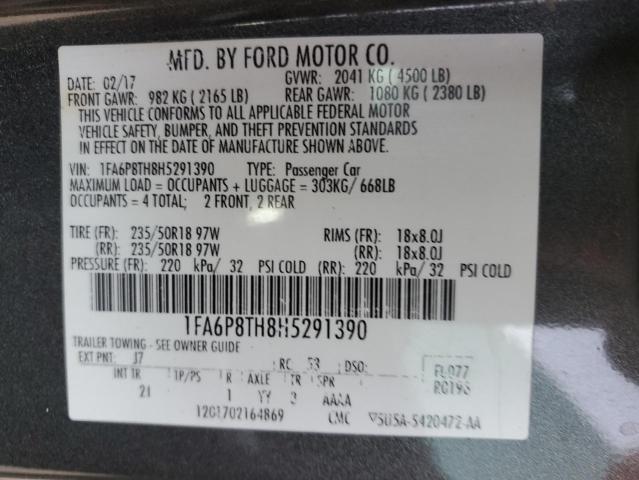 MFD. BY FORD MOTOR CO.
DATE: 02/17 GVWR: 2041 KG ( 4500 LB)
FRONT GAWR: 982 KG ( 2165 LB) REAR GAWR: 1080 KG ( 2380 LB)
THIS VEHICLE CONFORMS TO ALL APPLICABLE FEDERAL MOTOR
VEHICLE SAFETY, BUMPER, AND THEFT PREVENTION STANDARDS
IN EFFECT ON THE DATE OF MANUFACTURE SHOWN ABOVE.
VIN: 1FA6P8TH8H5291390 TYPE: Passenger Car
MAXIMUM LOAD = OCCUPANTS + LUGGAGE = 303KG/ 668LB
OCCUPANTS = 4 TOTAL; 2 FRONT, 2 REAR
TIRE (FR): 235/50R18 97W RIMS (FR): 18x8.0J
(RR): 235/50R18 97W (RR): 18x8.0J
PRESSURE (FR): 220 kPa/ 32 PSI COLD (RR): 220 kPa/ 32 PSI COLD
1FA6P8TH8H5291390
TRAILER TOWING - SEE OWNER GUIDE
EXT PNT: J7 RC: 53 DSO: FL077
INT TR TP/PS R AXLE TR SPR RC196
21 1 YY AAAA
1201702164869 CMC 5U5A-5420472-AA